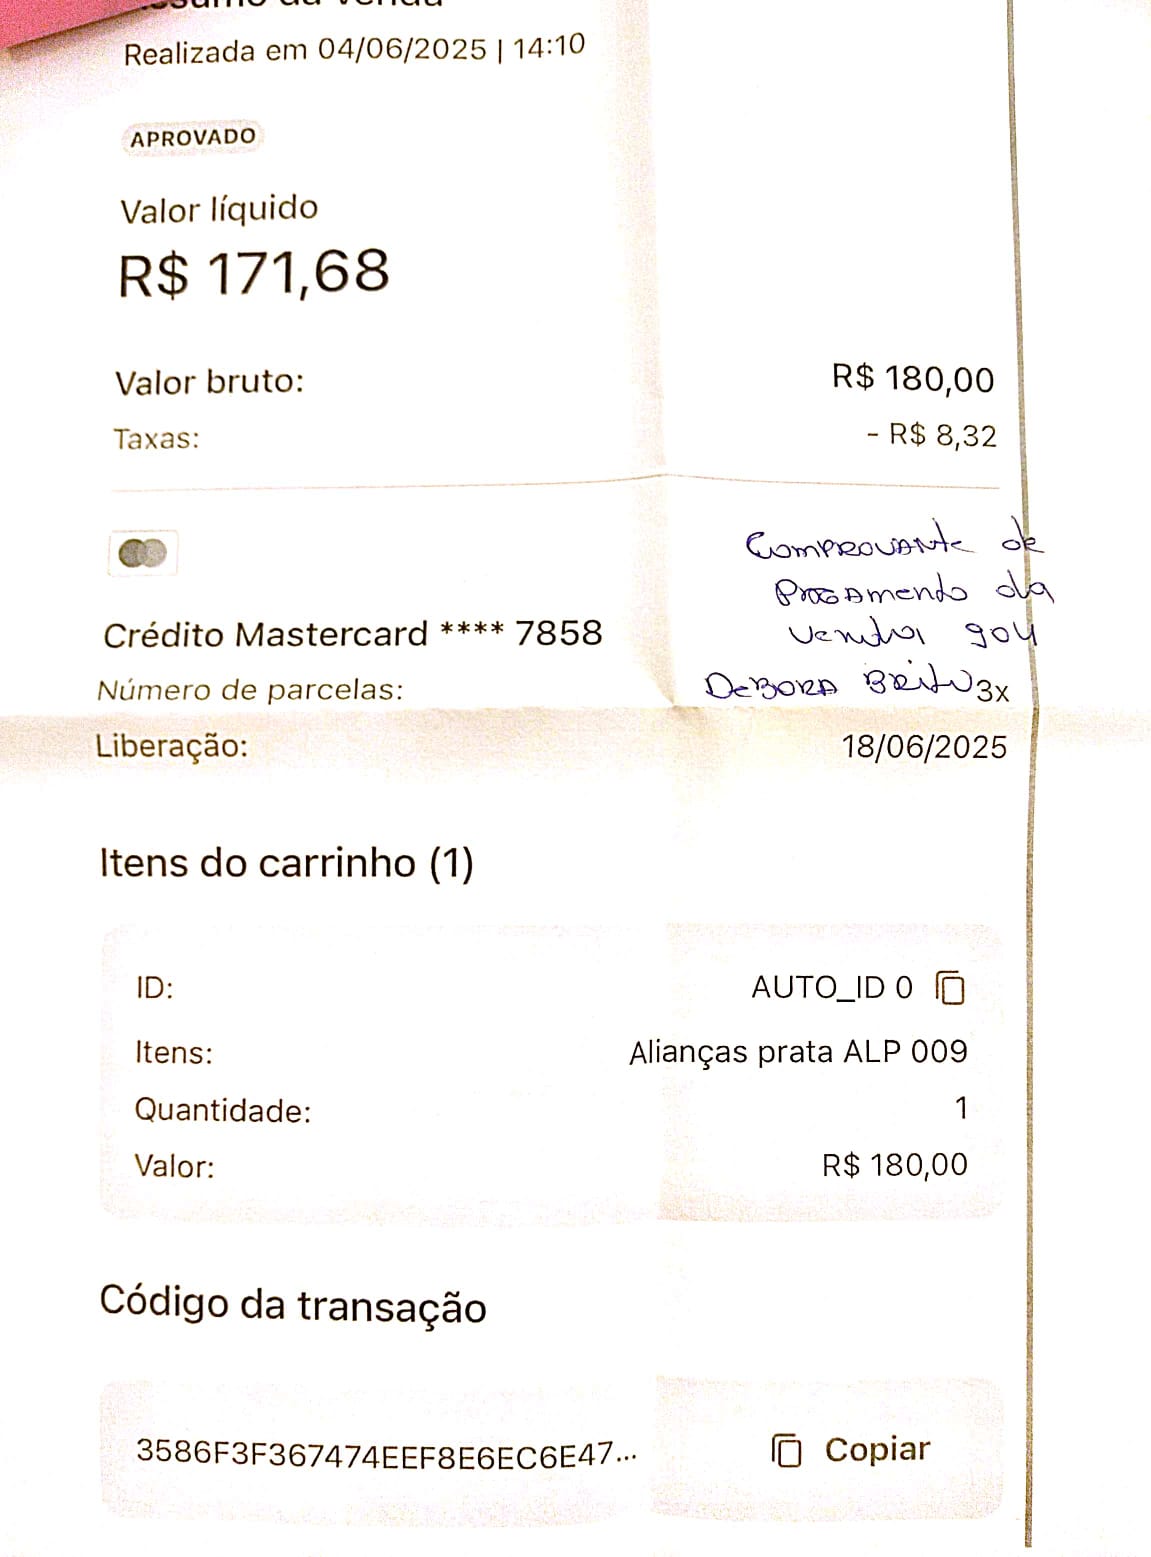 Resumo da venda
Realizada em 04/06/2025 | 14:10
APROVADO
Valor líquido
R$ 171,68
Valor bruto: R$ 180,00
Taxas: - R$ 8,32
Comprovante de
Pagamento da
venda 904
Debora Brito
Crédito Mastercard **** 7858
Número de parcelas: 3x
Liberação: 18/06/2025
Itens do carrinho (1)
ID: AUTO_ID 0
Itens: Alianças prata ALP 009
Quantidade: 1
Valor: R$ 180,00
Código da transação
3586F3F367474EEF8E6EC6E47... Copiar